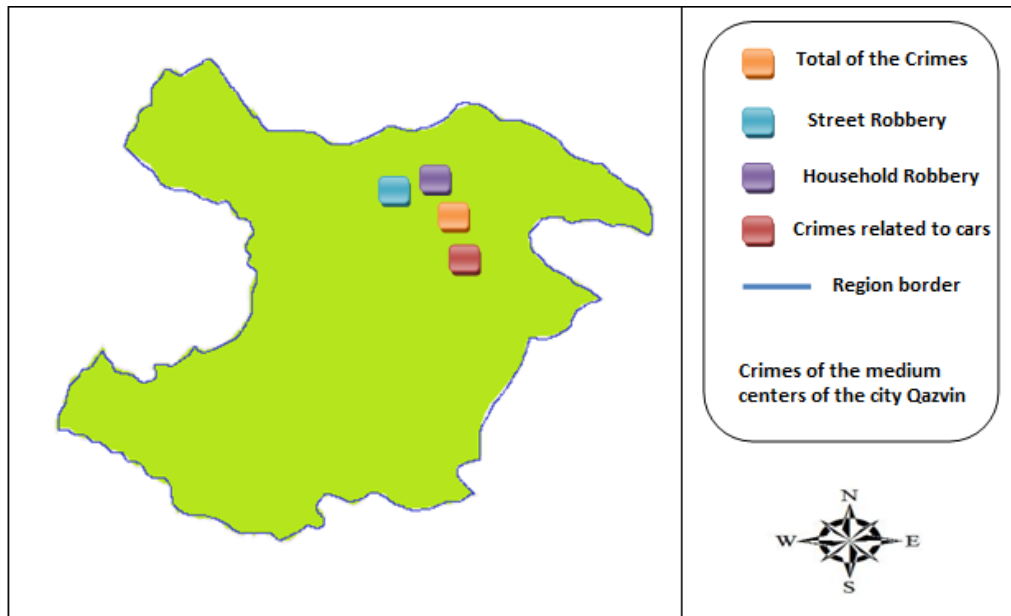 Total of the Crimes
Street Robbery
Household Robbery
Crimes related to cars
Region border
Crimes of the medium
centers of the city Qazvin
N
W E
S